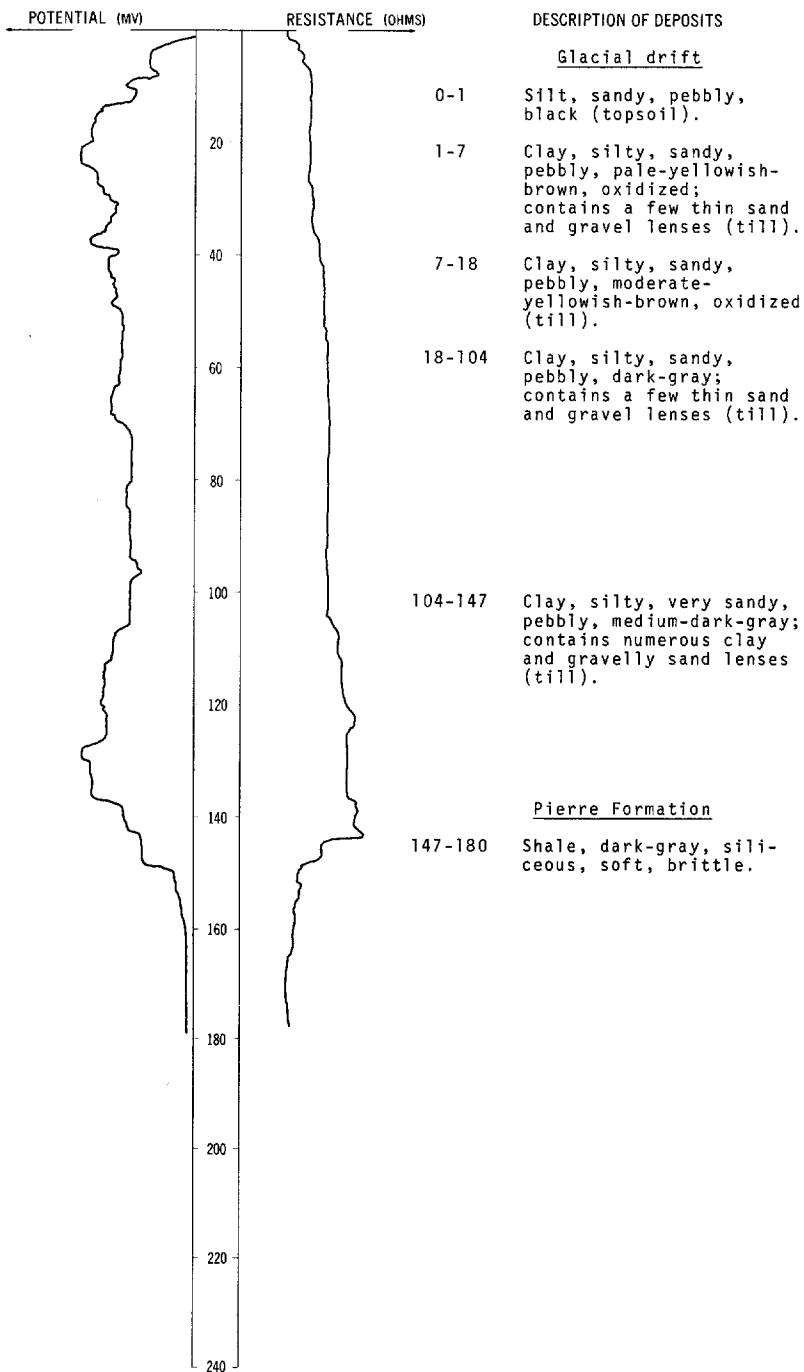 POTENTIAL (MV)
RESISTANCE (OHMS)
DESCRIPTION OF DEPOSITS
Glacial drift
0-1 Silt, sandy, pebbly,
black (topsoil).
1-7 Clay, silty, sandy,
pebbly, pale-yellowish-
brown, oxidized;
contains a few thin sand
and gravel lenses (till).
7-18 Clay, silty, sandy,
pebbly, moderate-
yellowish-brown, oxidized
(till).
18-104 Clay, silty, sandy,
pebbly, dark-gray;
contains a few thin sand
and gravel lenses (till).
104-147 Clay, silty, very sandy,
pebbly, medium-dark-gray;
contains numerous clay
and gravelly sand lenses
(till).
Pierre Formation
147-180 Shale, dark-gray, sili-
ceous, soft, brittle.
20
40
60
80
100
120
140
160
180
200
220
240